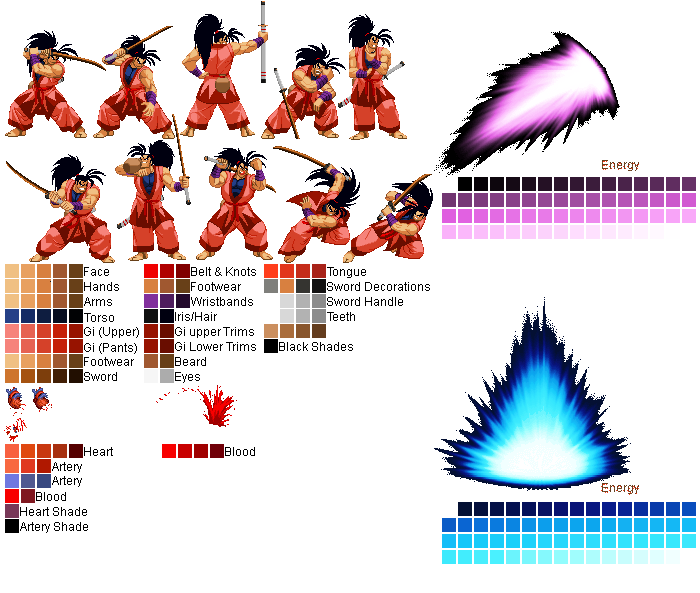 Energy
Face
Hands
Arms
Torso
Gi (Upper)
Gi (Pants)
Footwear
Sword
Belt & Knots
Footwear
Wristbands
Iris/Hair
Gi upper Trims
Gi Lower Trims
Beard
Eyes
Tongue
Sword Decorations
Sword Handle
Teeth
Black Shades
Heart
Artery
Artery
Blood
Heart Shade
Artery Shade
Blood
Energy